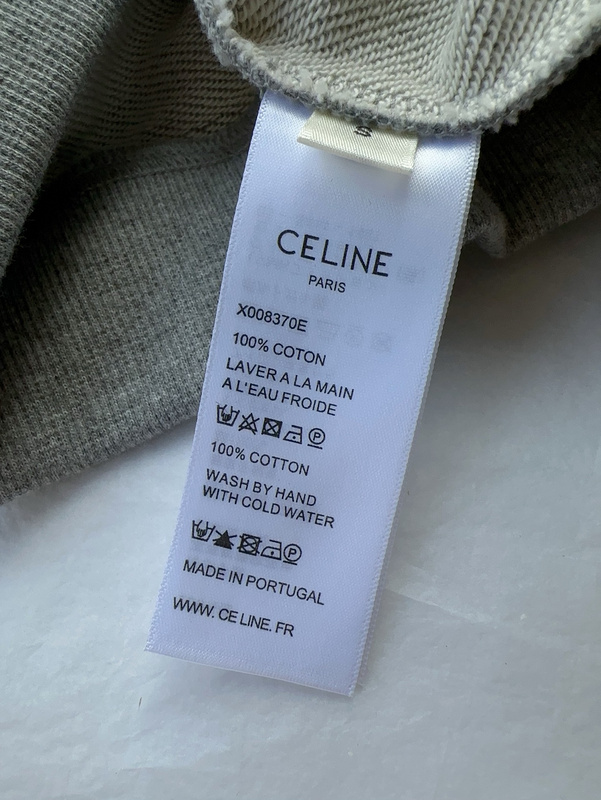 S
CELINE
PARIS
X008370E
100% COTON
LAVER A LA MAIN
A L'EAU FROIDE
P
100% COTTON
WASH BY HAND
WITH COLD WATER
P
MADE IN PORTUGAL
WWW. CE LINE. FR